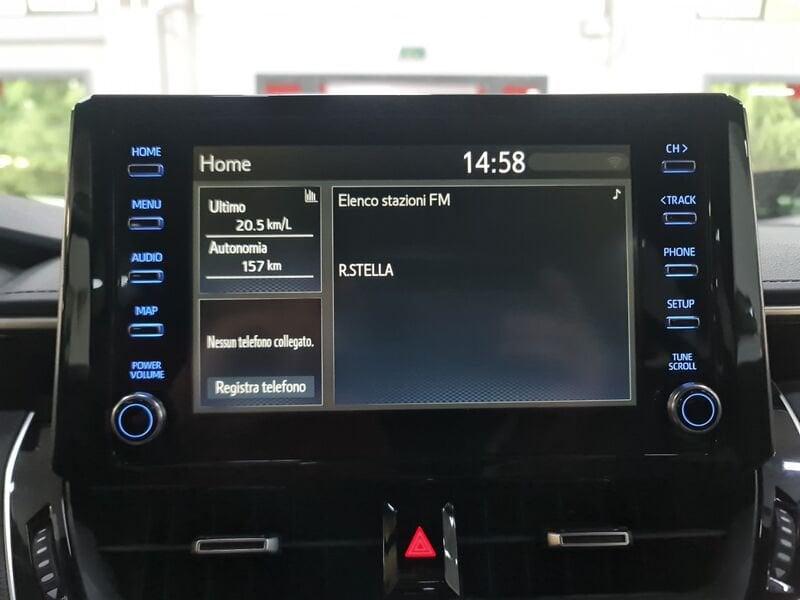 HOME
MENU
AUDIO
MAP
POWER
VOLUME
Home
14:58
Ultimo
20.5 km/L
Autonomia
157 km
Nessun telefono collegato.
Registra telefono
Elenco stazioni FM
R.STELLA
CH >
< TRACK
PHONE
SETUP
TUNE
SCROLL